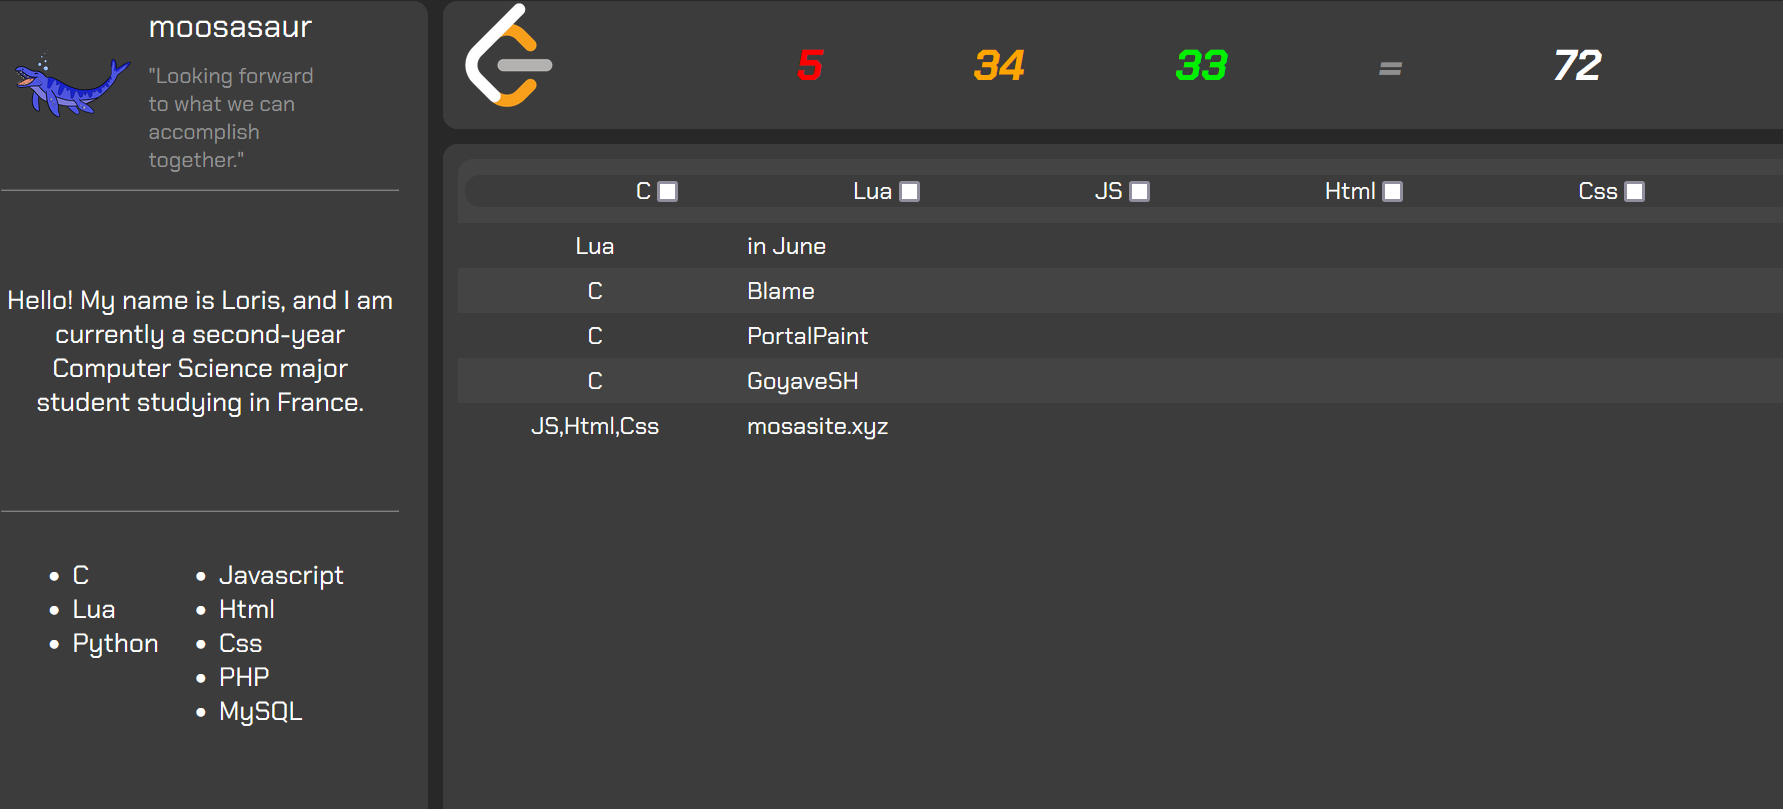 moosasaur
"Looking forward
to what we can
accomplish
together."
Hello! My name is Loris, and I am
currently a second-year
Computer Science major
student studying in France.
C
Lua
Python
Javascript
Html
Css
PHP
MySQL
5 34 33 = 72
C Lua JS Html Css
Lua in June
C Blame
C PortalPaint
C GoyaveSH
JS,Html,Css mosasite.xyz